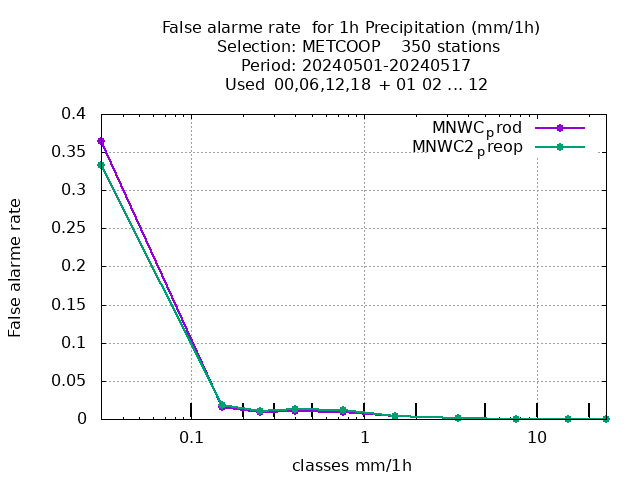 False alarme rate  for 1h Precipitation (mm/1h)
Selection: METCOOP    350 stations
Period: 20240501-20240517
Used  00,06,12,18 + 01 02 ... 12
MNWCprod
MNWC2preop
0.4
0.35
0.3
0.25
0.2
0.15
0.1
0.05
0
False alarme rate
0.1 1 10
classes mm/1h